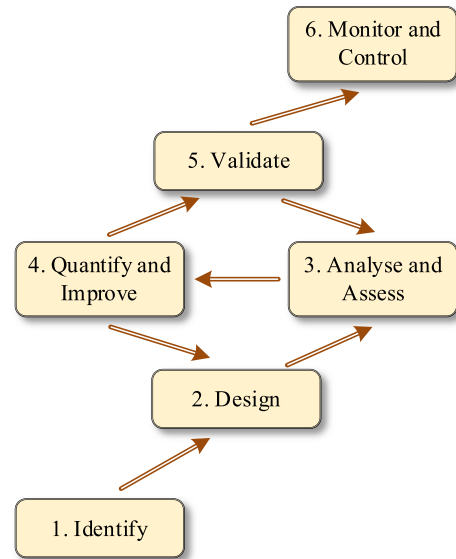 6. Monitor and
Control
5. Validate
4. Quantify and
Improve
3. Analyse and
Assess
2. Design
1. Identify